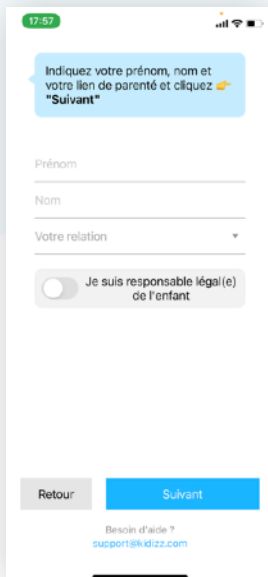 17:57
Indiquez votre prénom, nom et
votre lien de parenté et cliquez 👉
"Suivant"
Prénom
Nom
Votre relation
Je suis responsable légal(e)
de l'enfant
Retour
Suivant
Besoin d'aide ?
support@kidizz.com